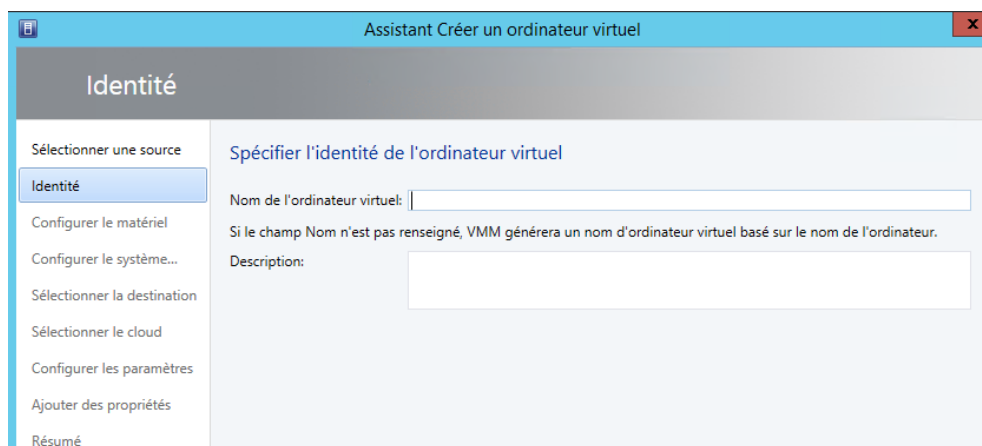 Assistant Créer un ordinateur virtuel
x
Identité
Sélectionner une source
Identité
Configurer le matériel
Configurer le système...
Sélectionner la destination
Sélectionner le cloud
Configurer les paramètres
Ajouter des propriétés
Résumé
Spécifier l'identité de l'ordinateur virtuel
Nom de l'ordinateur virtuel:
Si le champ Nom n'est pas renseigné, VMM générera un nom d'ordinateur virtuel basé sur le nom de l'ordinateur.
Description: